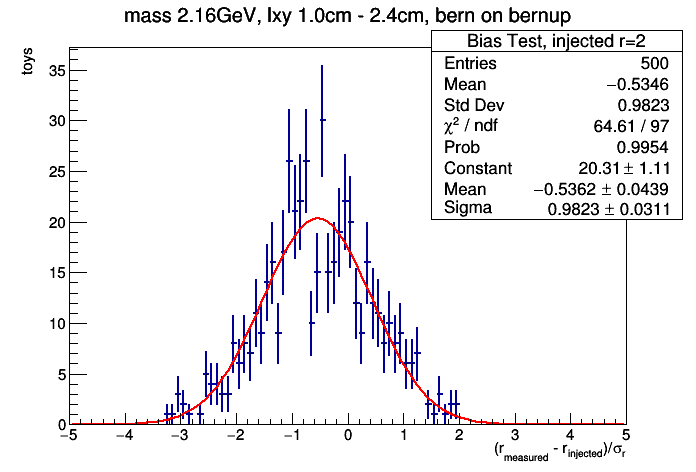 mass 2.16GeV, lxy 1.0cm - 2.4cm, bern on bernup
Bias Test, injected r=2
Entries 500
Mean −0.5346
Std Dev 0.9823
χ² / ndf 64.61 / 97
Prob 0.9954
Constant 20.31 ± 1.11
Mean −0.5362 ± 0.0439
Sigma 0.9823 ± 0.0311
toys
35
30
25
20
15
10
5
0
−5 −4 −3 −2 −1 0 1 2 3 4 5
(r_measured - r_injected)/σ_r